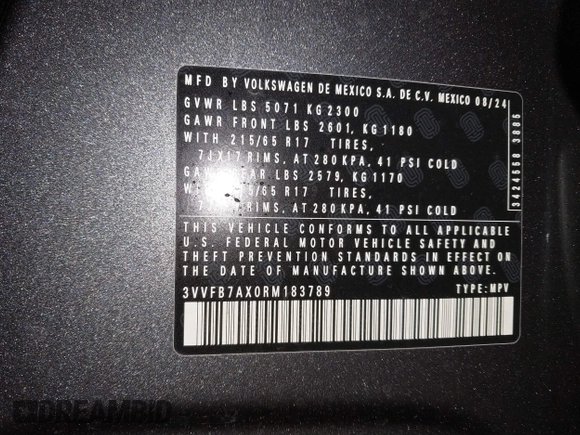 MFD BY VOLKSWAGEN DE MEXICO S.A. DE C.V. MEXICO 08/24
GVWR LBS 5071 KG 2300
GAWR FRONT LBS 2601, KG 1180
WITH 215/65 R17 TIRES,
7JX17 RIMS, AT 280 KPA, 41 PSI COLD
LBS 2579, KG 1170
R17 TIRES,
RIMS, AT 280 KPA, 41 PSI COLD
THIS VEHICLE CONFORMS TO ALL APPLICABLE
U.S. FEDERAL MOTOR VEHICLE SAFETY AND
THEFT PREVENTION STANDARDS IN EFFECT ON
THE DATE OF MANUFACTURE SHOWN ABOVE.
3VVFB7AX0RM183789 TYPE: MPV
3885
DREAMBID